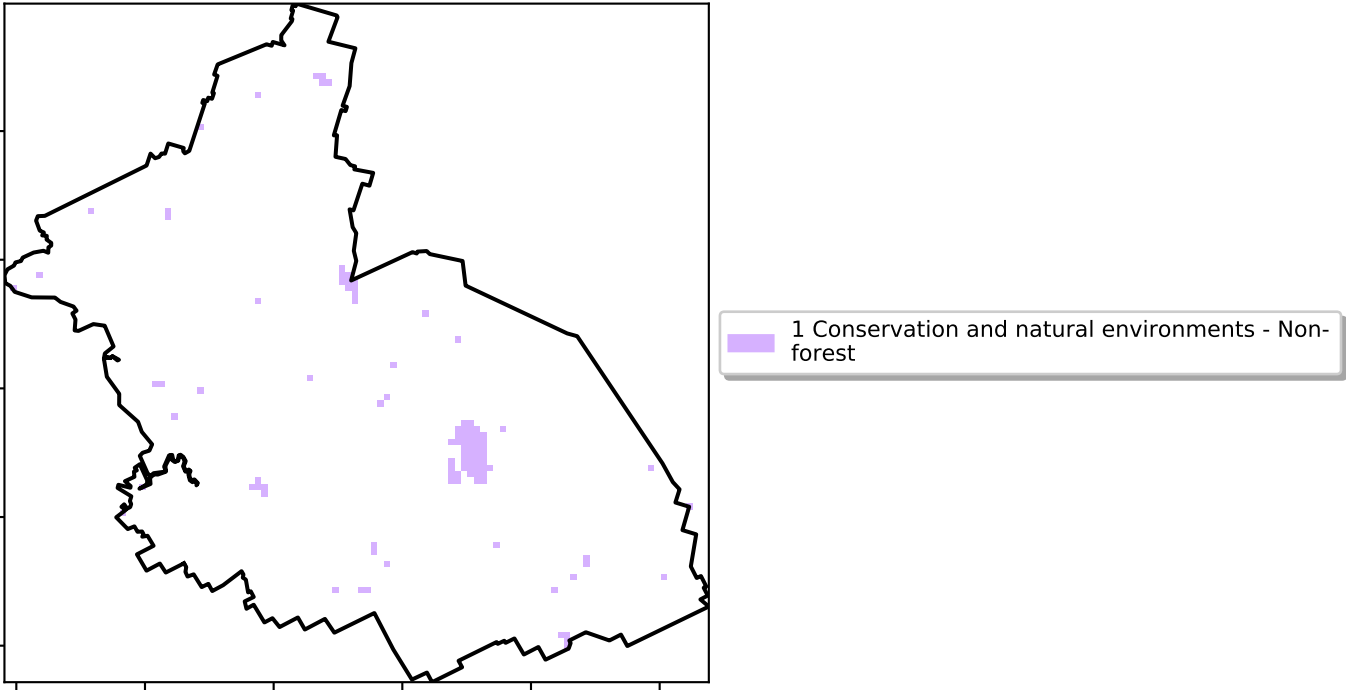 1 Conservation and natural environments - Non-
forest